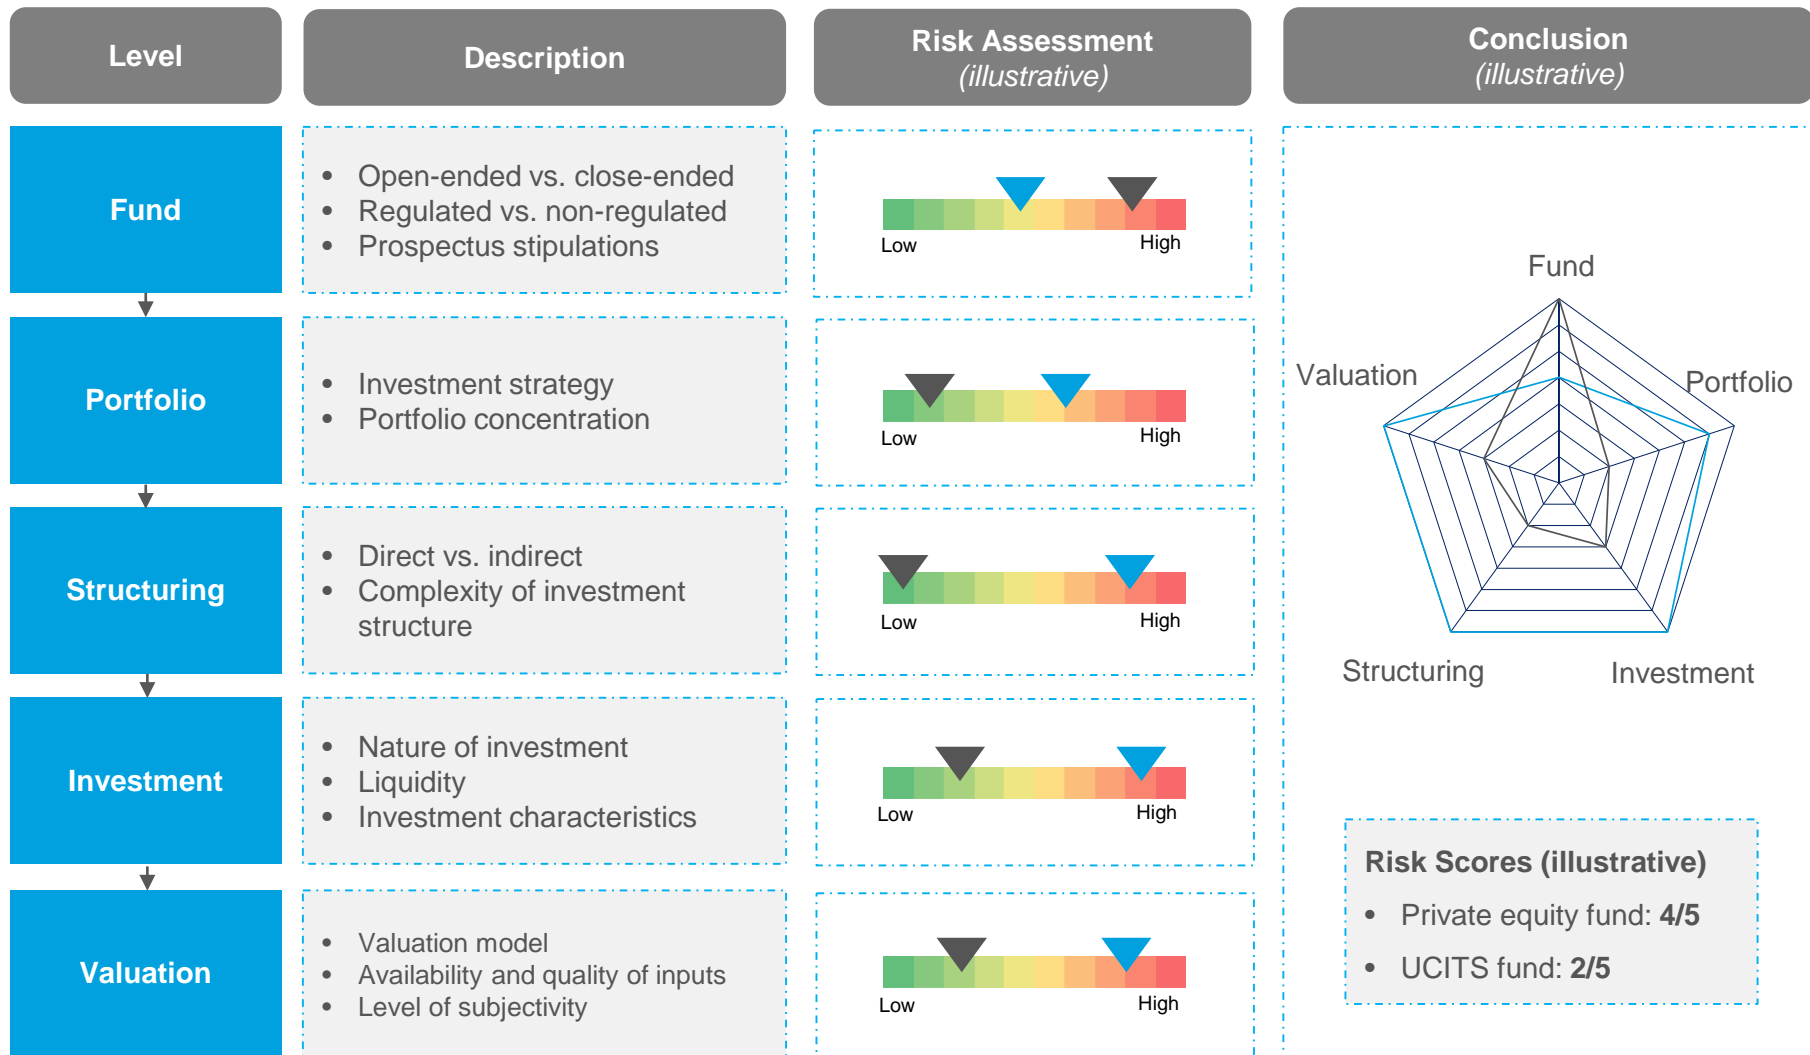 Level
Description
Risk Assessment
(illustrative)
Conclusion
(illustrative)
Fund
• Open-ended vs. close-ended
• Regulated vs. non-regulated
• Prospectus stipulations
Low
High
Portfolio
• Investment strategy
• Portfolio concentration
Low
High
Structuring
• Direct vs. indirect
• Complexity of investment
structure
Low
High
Investment
• Nature of investment
• Liquidity
• Investment characteristics
Low
High
Valuation
• Valuation model
• Availability and quality of inputs
• Level of subjectivity
Low
High
Fund
Valuation
Portfolio
Structuring
Investment
Risk Scores (illustrative)
• Private equity fund: 4/5
• UCITS fund: 2/5